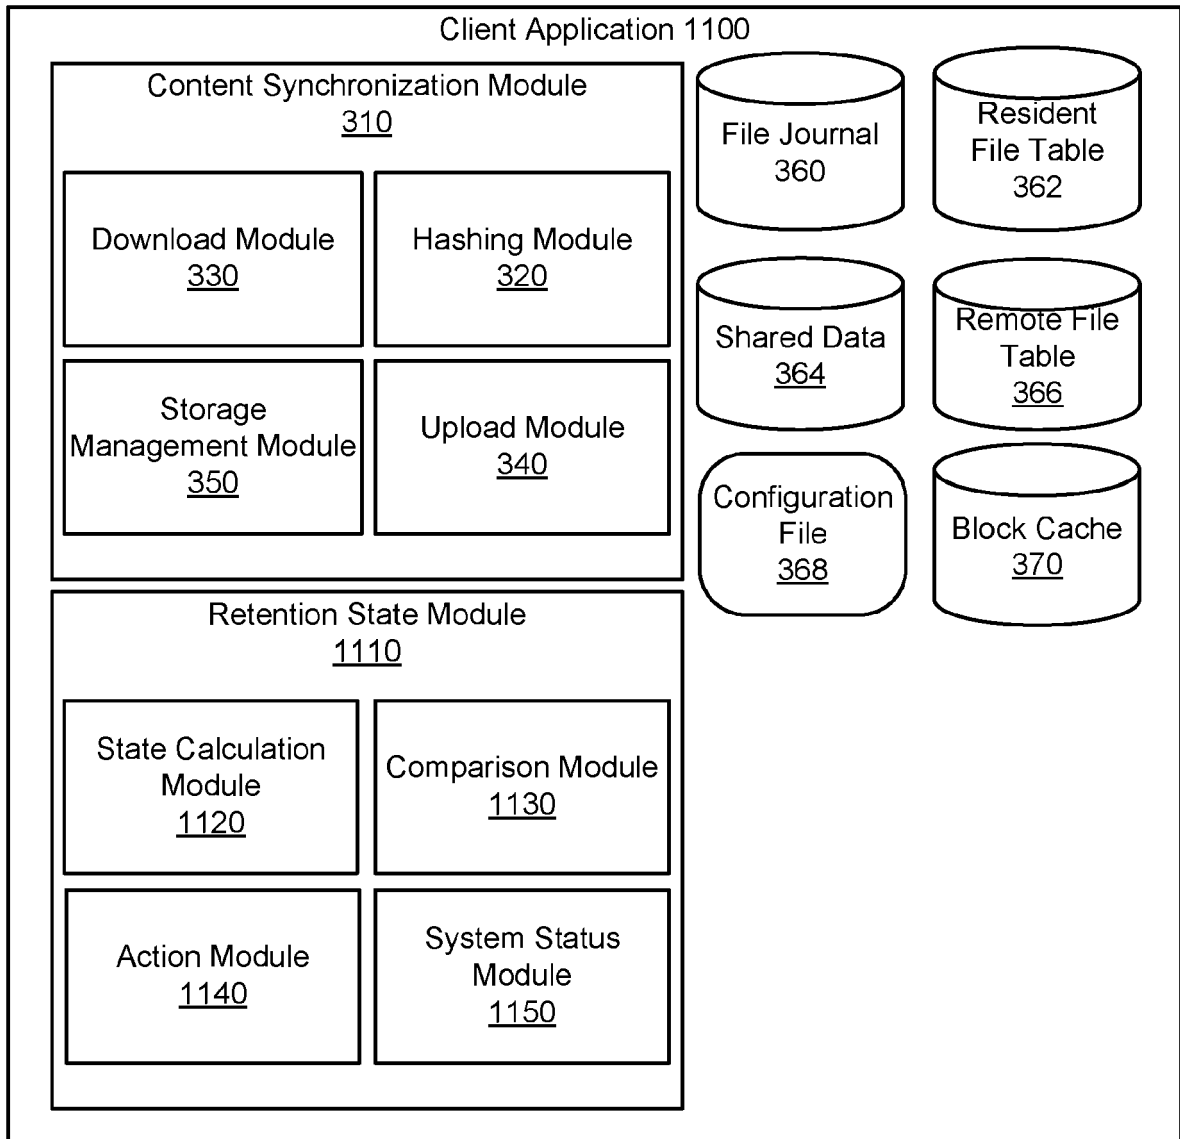 Client Application 1100
Content Synchronization Module
310
Download Module
330
Hashing Module
320
Storage
Management Module
350
Upload Module
340
Retention State Module
1110
State Calculation
Module
1120
Comparison Module
1130
Action Module
1140
System Status
Module
1150
File Journal
360
Resident
File Table
362
Shared Data
364
Remote File
Table
366
Configuration
File
368
Block Cache
370